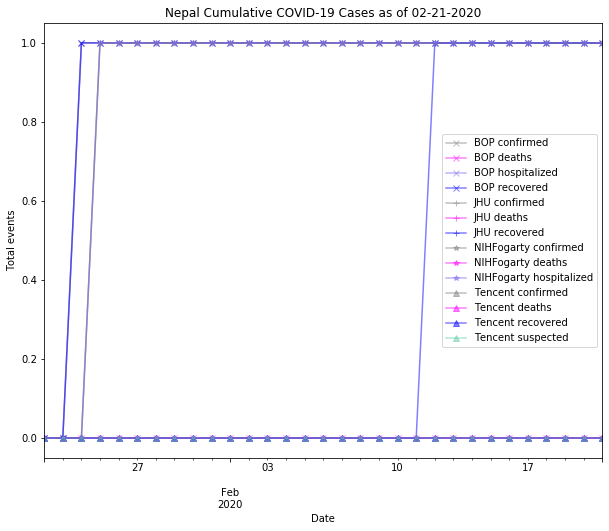 Nepal Cumulative COVID-19 Cases as of 02-21-2020
1.0
0.8
0.6
0.4
0.2
0.0
Total events
BOP confirmed
BOP deaths
BOP hospitalized
BOP recovered
JHU confirmed
JHU deaths
JHU recovered
NIHFogarty confirmed
NIHFogarty deaths
NIHFogarty hospitalized
Tencent confirmed
Tencent deaths
Tencent recovered
Tencent suspected
27 03 10 17
Feb
2020
Date